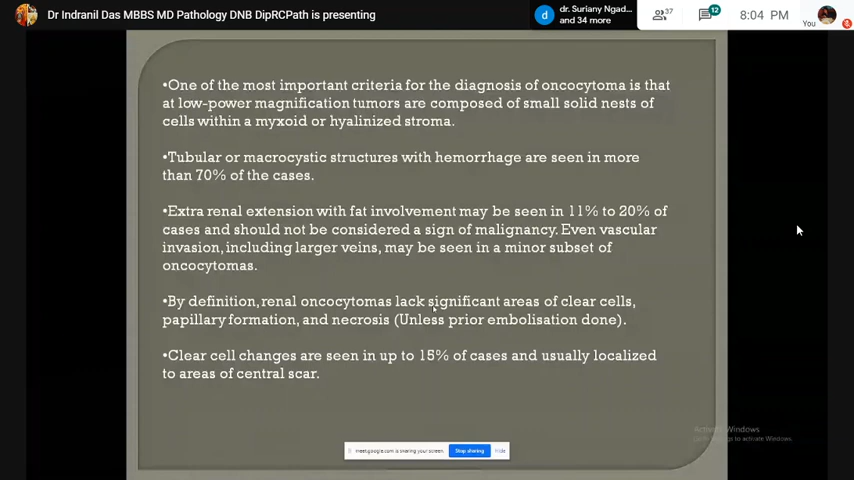 Dr Indranil Das MBBS MD Pathology DNB DipRCPath is presenting
d
dr. Suriany Ngad...
and 34 more
37
12
8:04 PM
You
•One of the most important criteria for the diagnosis of oncocytoma is that
at low-power magnification tumors are composed of small solid nests of
cells within a myxoid or hyalinized stroma.
•Tubular or macrocystic structures with hemorrhage are seen in more
than 70% of the cases.
•Extra renal extension with fat involvement may be seen in 11% to 20% of
cases and should not be considered a sign of malignancy. Even vascular
invasion, including larger veins, may be seen in a minor subset of
oncocytomas.
•By definition, renal oncocytomas lack significant areas of clear cells,
papillary formation, and necrosis (Unless prior embolisation done).
•Clear cell changes are seen in up to 15% of cases and usually localized
to areas of central scar.
Activate Windows
to activate Windows.
meet.google.com is sharing your screen.
Stop sharing
Hide